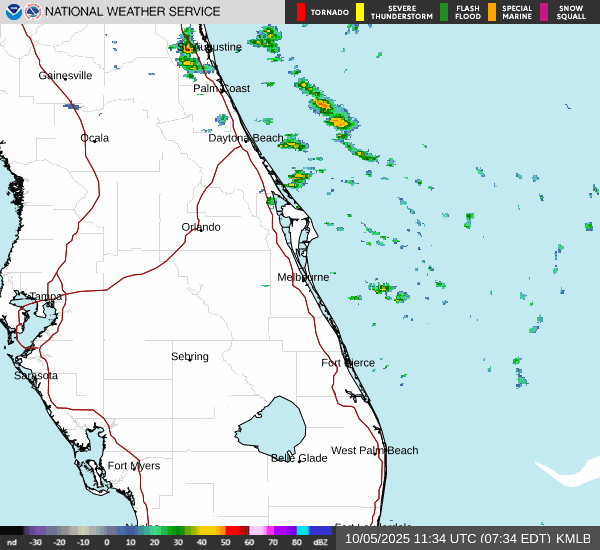 NATIONAL WEATHER SERVICE
TORNADO
SEVERE THUNDERSTORM
FLASH FLOOD
SPECIAL MARINE
SNOW SQUALL
St. Augustine
Gainesville
Palm Coast
Ocala
Daytona Beach
Orlando
Melbourne
Tampa
Sebring
Fort Pierce
Sarasota
West Palm Beach
Belle Glade
Fort Myers
nd -30 -20 -10 0 10 20 30 40 50 60 70 80 dBZ
10/05/2025 11:34 UTC (07:34 EDT) KMLB